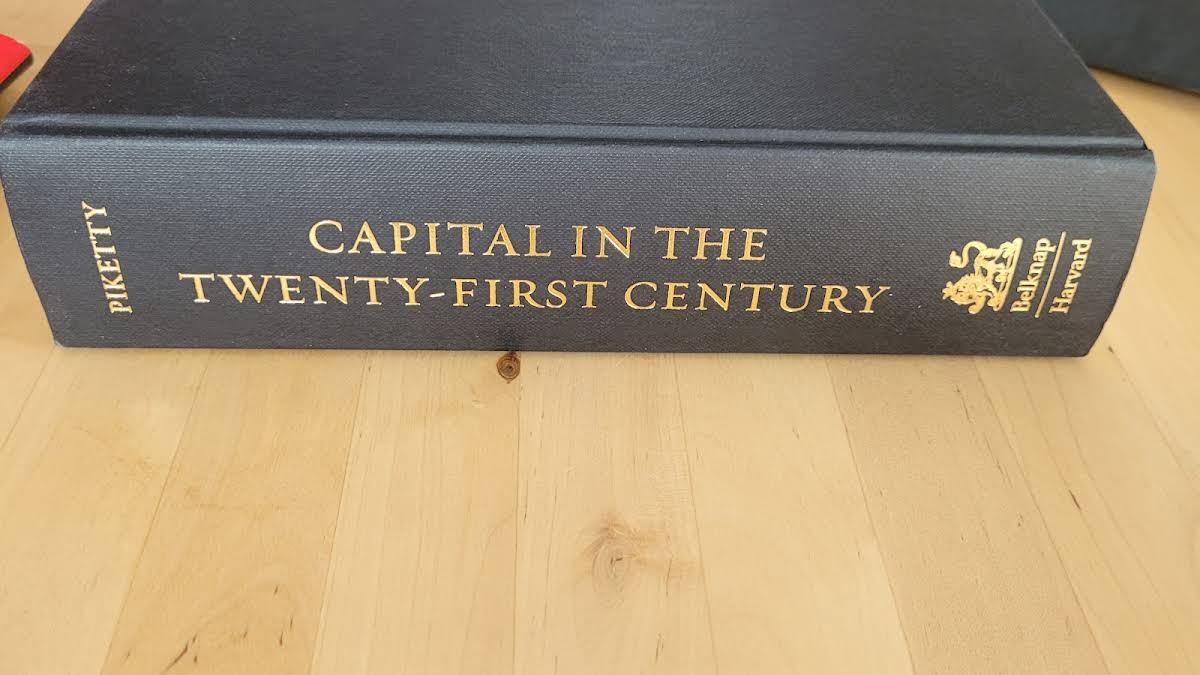 PIKETTY
CAPITAL IN THE
TWENTY-FIRST CENTURY
Belknap
Harvard